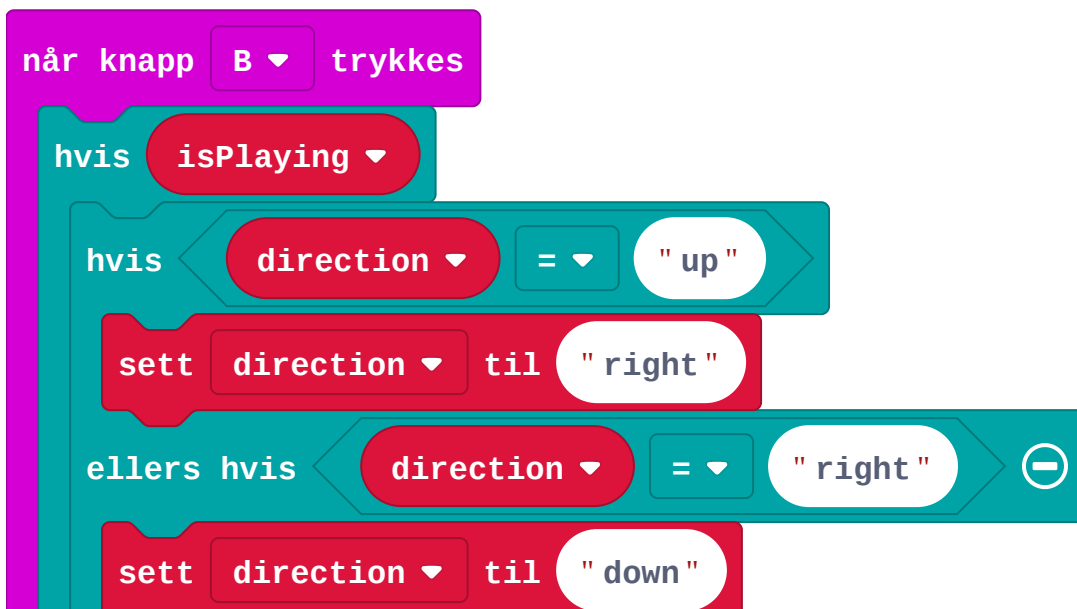 når knapp B trykkes
hvis isPlaying
hvis direction = "up"
sett direction til "right"
ellers hvis direction = "right"
sett direction til "down"